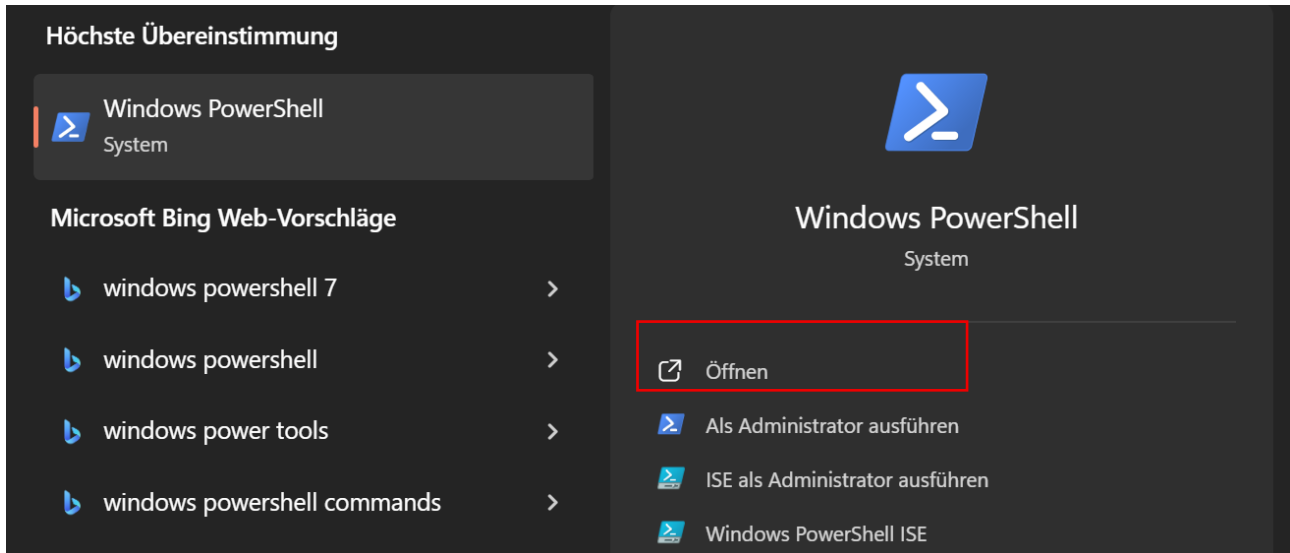 Höchste Übereinstimmung
Windows PowerShell
System
Microsoft Bing Web-Vorschläge
windows powershell 7
windows powershell
windows power tools
windows powershell commands
Windows PowerShell
System
Öffnen
Als Administrator ausführen
ISE als Administrator ausführen
Windows PowerShell ISE